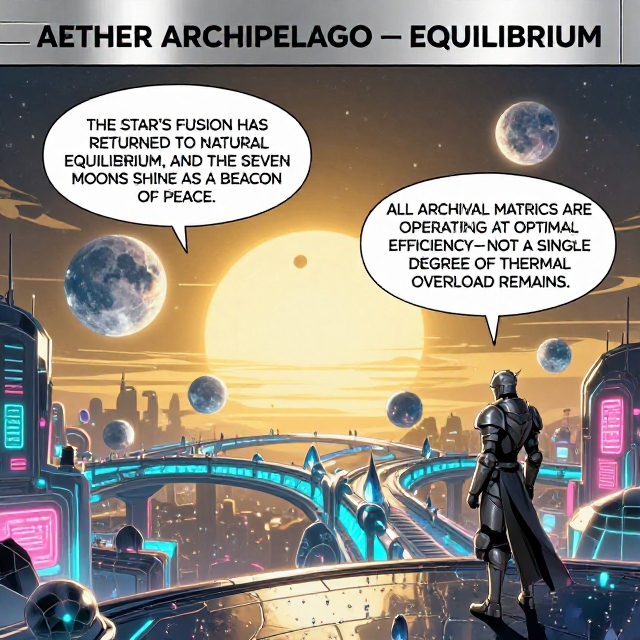 AETHER ARCHIPELAGO — EQUILIBRIUM
THE STAR'S FUSION HAS
RETURNED TO NATURAL
EQUILIBRIUM, AND THE SEVEN
MOONS SHINE AS A BEACON
OF PEACE.
ALL ARCHIVAL MATRICS ARE
OPERATING AT OPTIMAL
EFFICIENCY—NOT A SINGLE
DEGREE OF THERMAL
OVERLOAD REMAINS.